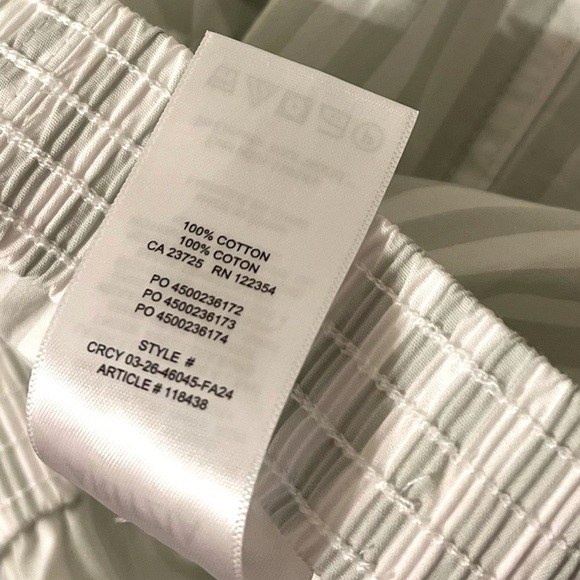 100% COTTON
100% COTON
CA 23725 RN 122354
PO 4500236172
PO 4500236173
PO 4500236174
STYLE #
CRCY 03-26-46045-FA24
ARTICLE # 118438